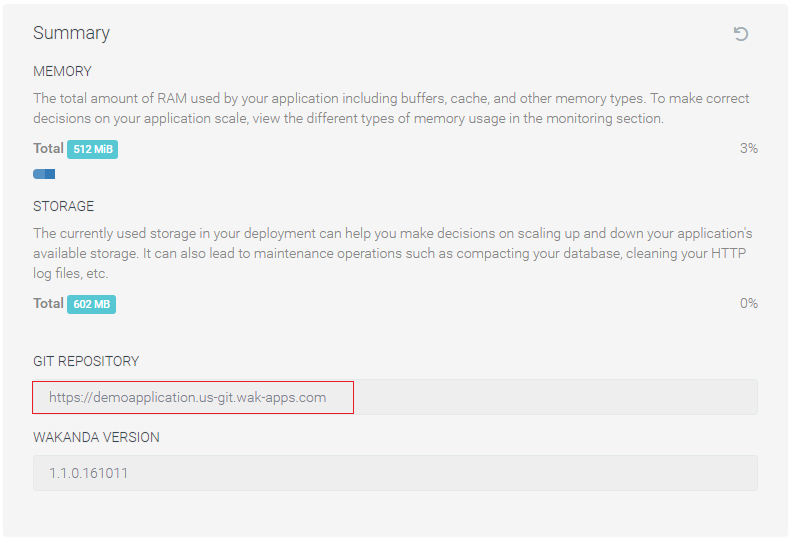 Summary
MEMORY
The total amount of RAM used by your application including buffers, cache, and other memory types. To make correct
decisions on your application scale, view the different types of memory usage in the monitoring section.
Total 512 MiB 3%
STORAGE
The currently used storage in your deployment can help you make decisions on scaling up and down your application's
available storage. It can also lead to maintenance operations such as compacting your database, cleaning your HTTP
log files, etc.
Total 602 MB 0%
GIT REPOSITORY
https://demoapplication.us-git.wak-apps.com
WAKANDA VERSION
1.1.0.161011